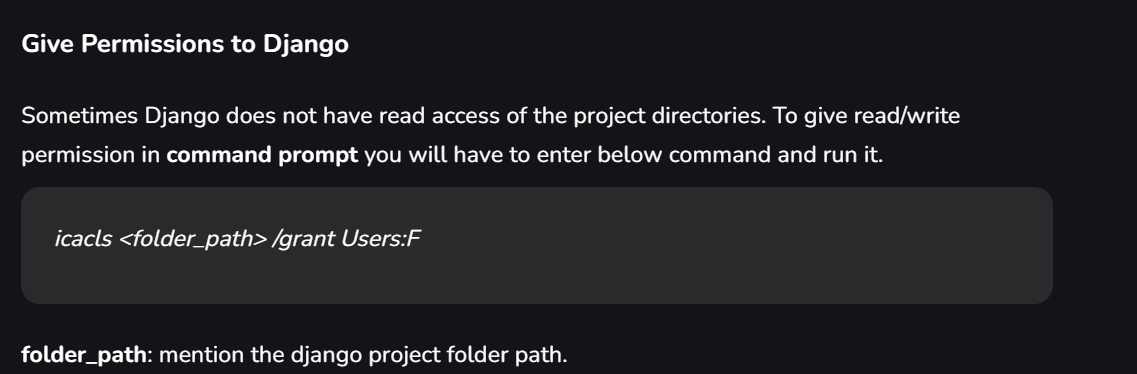 Give Permissions to Django
Sometimes Django does not have read access of the project directories. To give read/write
permission in command prompt you will have to enter below command and run it.
icacls <folder_path> /grant Users:F
folder_path: mention the django project folder path.